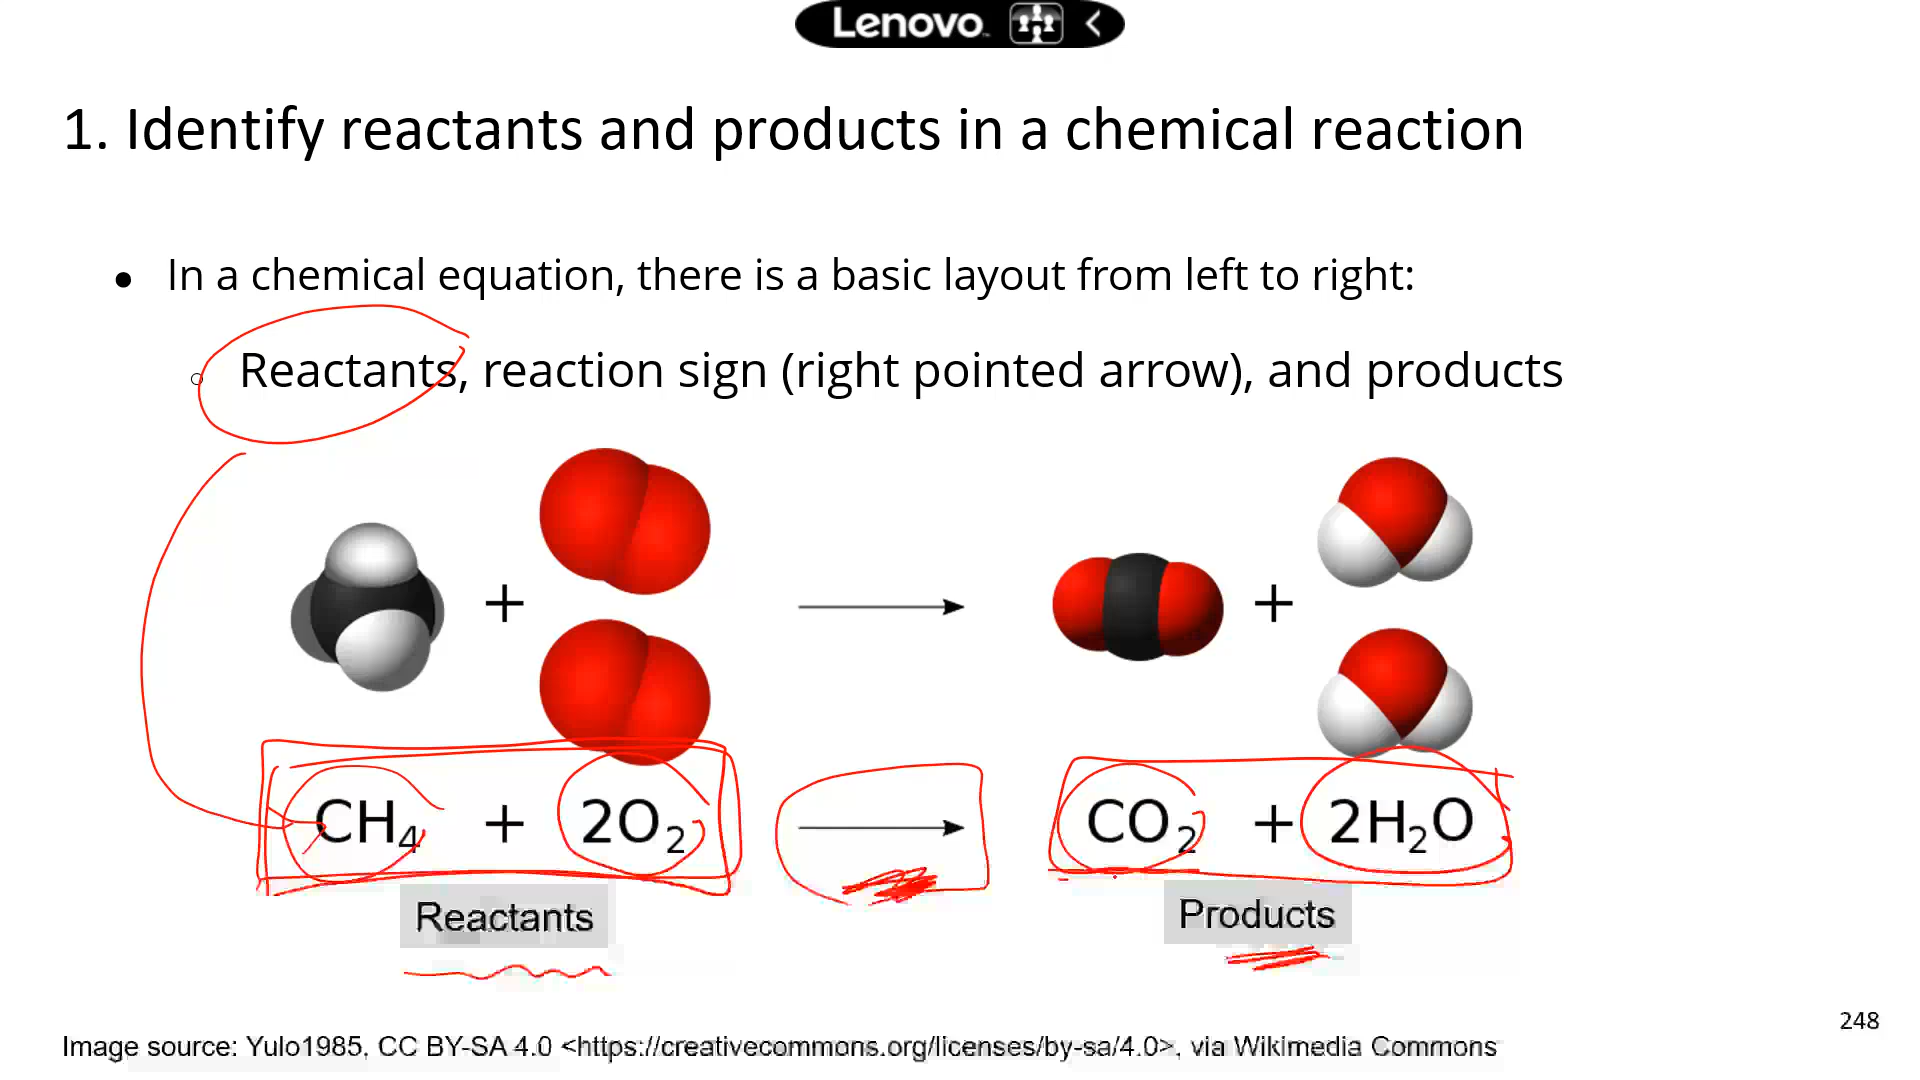 Lenovo
1. Identify reactants and products in a chemical reaction
• In a chemical equation, there is a basic layout from left to right:
◦ Reactants, reaction sign (right pointed arrow), and products
+ → +
CH₄ + 2O₂ → CO₂ + 2H₂O
Reactants Products
248
Image source: Yulo1985, CC BY-SA 4.0 <https://creativecommons.org/licenses/by-sa/4.0>, via Wikimedia Commons